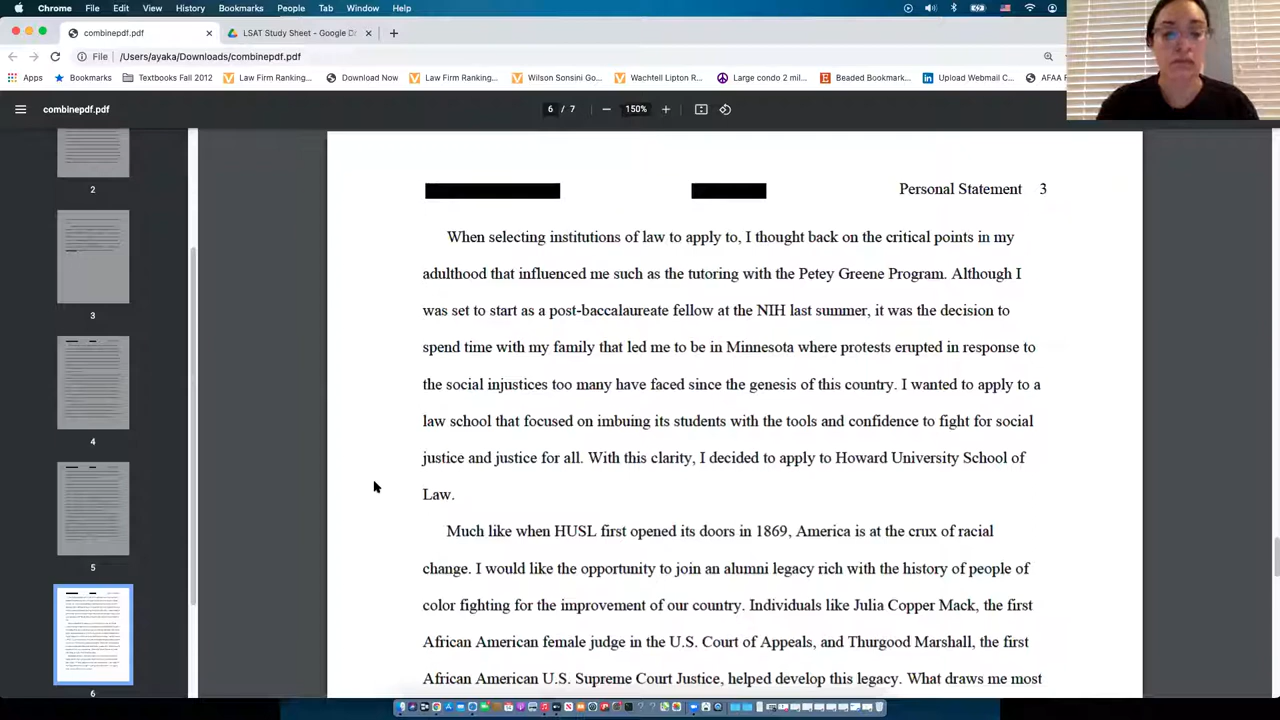 Chrome File Edit View History Bookmarks People Tab Window Help
combinepdf.pdf
LSAT Study Sheet - Google Dr
File /Users/ayaka/Downloads/combinepdf.pdf
Apps Bookmarks Textbooks Fall 2012 Law Firm Ranking... Download here Law Firm Ranking... Wilson Sonsini Go... Wachtell Lipton R... Large condo 2 mil... Beaded Bookmark... Upload Webmail C... AFAA
combinepdf.pdf
6 / 7
150%
2
3
4
5
6
Personal Statement 3
When selecting institutions of law to apply to, I thought back on the critical points in my
adulthood that influenced me such as the tutoring with the Petey Greene Program. Although I
was set to start as a post-baccalaureate fellow at the NIH last summer, it was the decision to
spend time with my family that led me to be in Minnesota where protests erupted in response to
the social injustices too many have faced since the genesis of this country. I wanted to apply to a
law school that focused on imbuing its students with the tools and confidence to fight for social
justice and justice for all. With this clarity, I decided to apply to Howard University School of
Law.
Much like when HUSL first opened its doors in 1869, America is at the crux of racial
change. I would like the opportunity to join an alumni legacy rich with the history of people of
color fighting for the improvement of our country. Individuals like Julia Copper Mack, the first
African American female judge in the U.S. Court of Appeals, and Thurgood Marshall, the first
African American U.S. Supreme Court Justice, helped develop this legacy. What draws me most